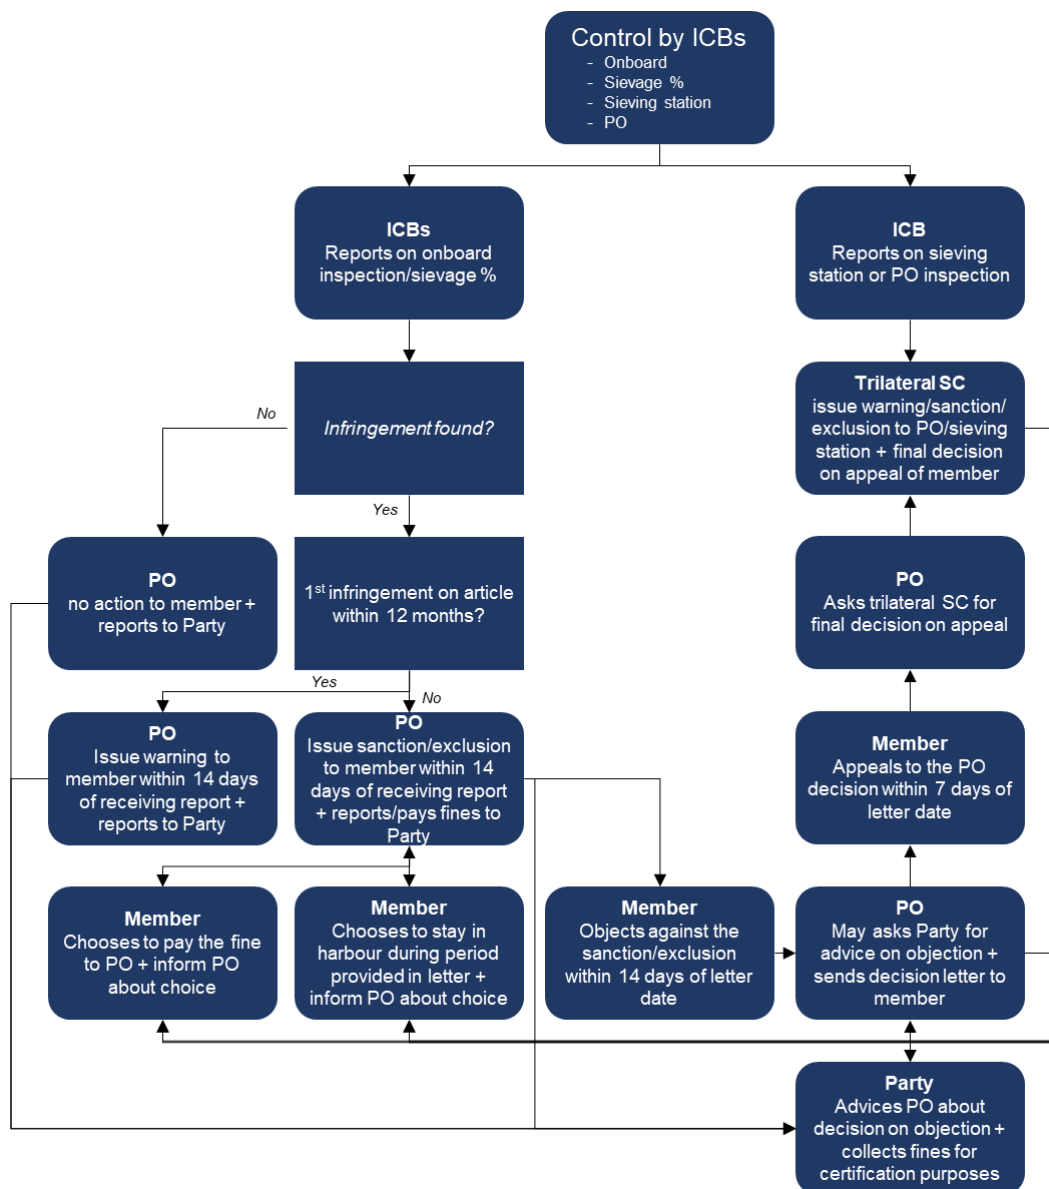 Control by ICBs
- Onboard
- Sievage %
- Sieving station
- PO
ICBs
Reports on onboard
inspection/sievage %
ICB
Reports on sieving
station or PO inspection
No
Infringement found?
Trilateral SC
issue warning/sanction/
exclusion to PO/sieving
station + final decision
on appeal of member
Yes
PO
no action to member +
reports to Party
1st infringement on article
within 12 months?
PO
Asks trilateral SC for
final decision on appeal
Yes
No
PO
Issue warning to
member within 14 days
of receiving report +
reports to Party
PO
Issue sanction/exclusion
to member within 14
days of receiving report
+ reports/pays fines to
Party
Member
Appeals to the PO
decision within 7 days of
letter date
Member
Chooses to pay the fine
to PO + inform PO
about choice
Member
Chooses to stay in
harbour during period
provided in letter +
inform PO about choice
Member
Objects against the
sanction/exclusion
within 14 days of letter
date
PO
May asks Party for
advice on objection +
sends decision letter to
member
Party
Advices PO about
decision on objection +
collects fines for
certification purposes